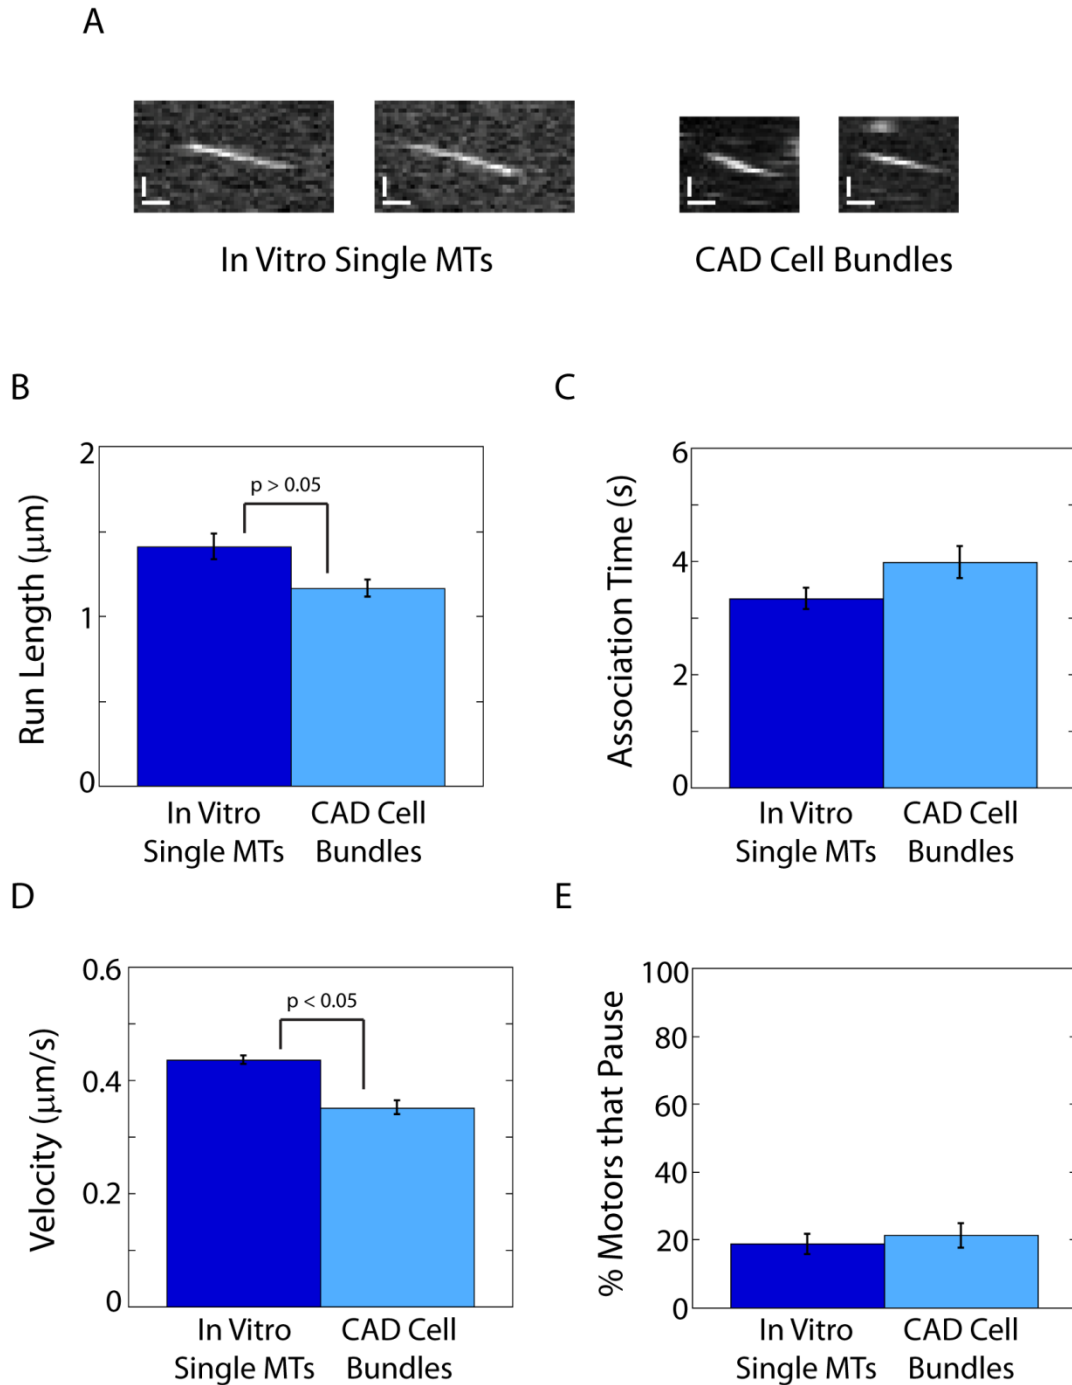 A
In Vitro Single MTs
CAD Cell Bundles
B
2
1
0
Run Length (μm)
p > 0.05
In Vitro
Single MTs
CAD Cell
Bundles
C
6
4
2
0
Association Time (s)
In Vitro
Single MTs
CAD Cell
Bundles
D
0.6
0.4
0.2
0
Velocity (μm/s)
p < 0.05
In Vitro
Single MTs
CAD Cell
Bundles
E
100
80
60
40
20
0
% Motors that Pause
In Vitro
Single MTs
CAD Cell
Bundles